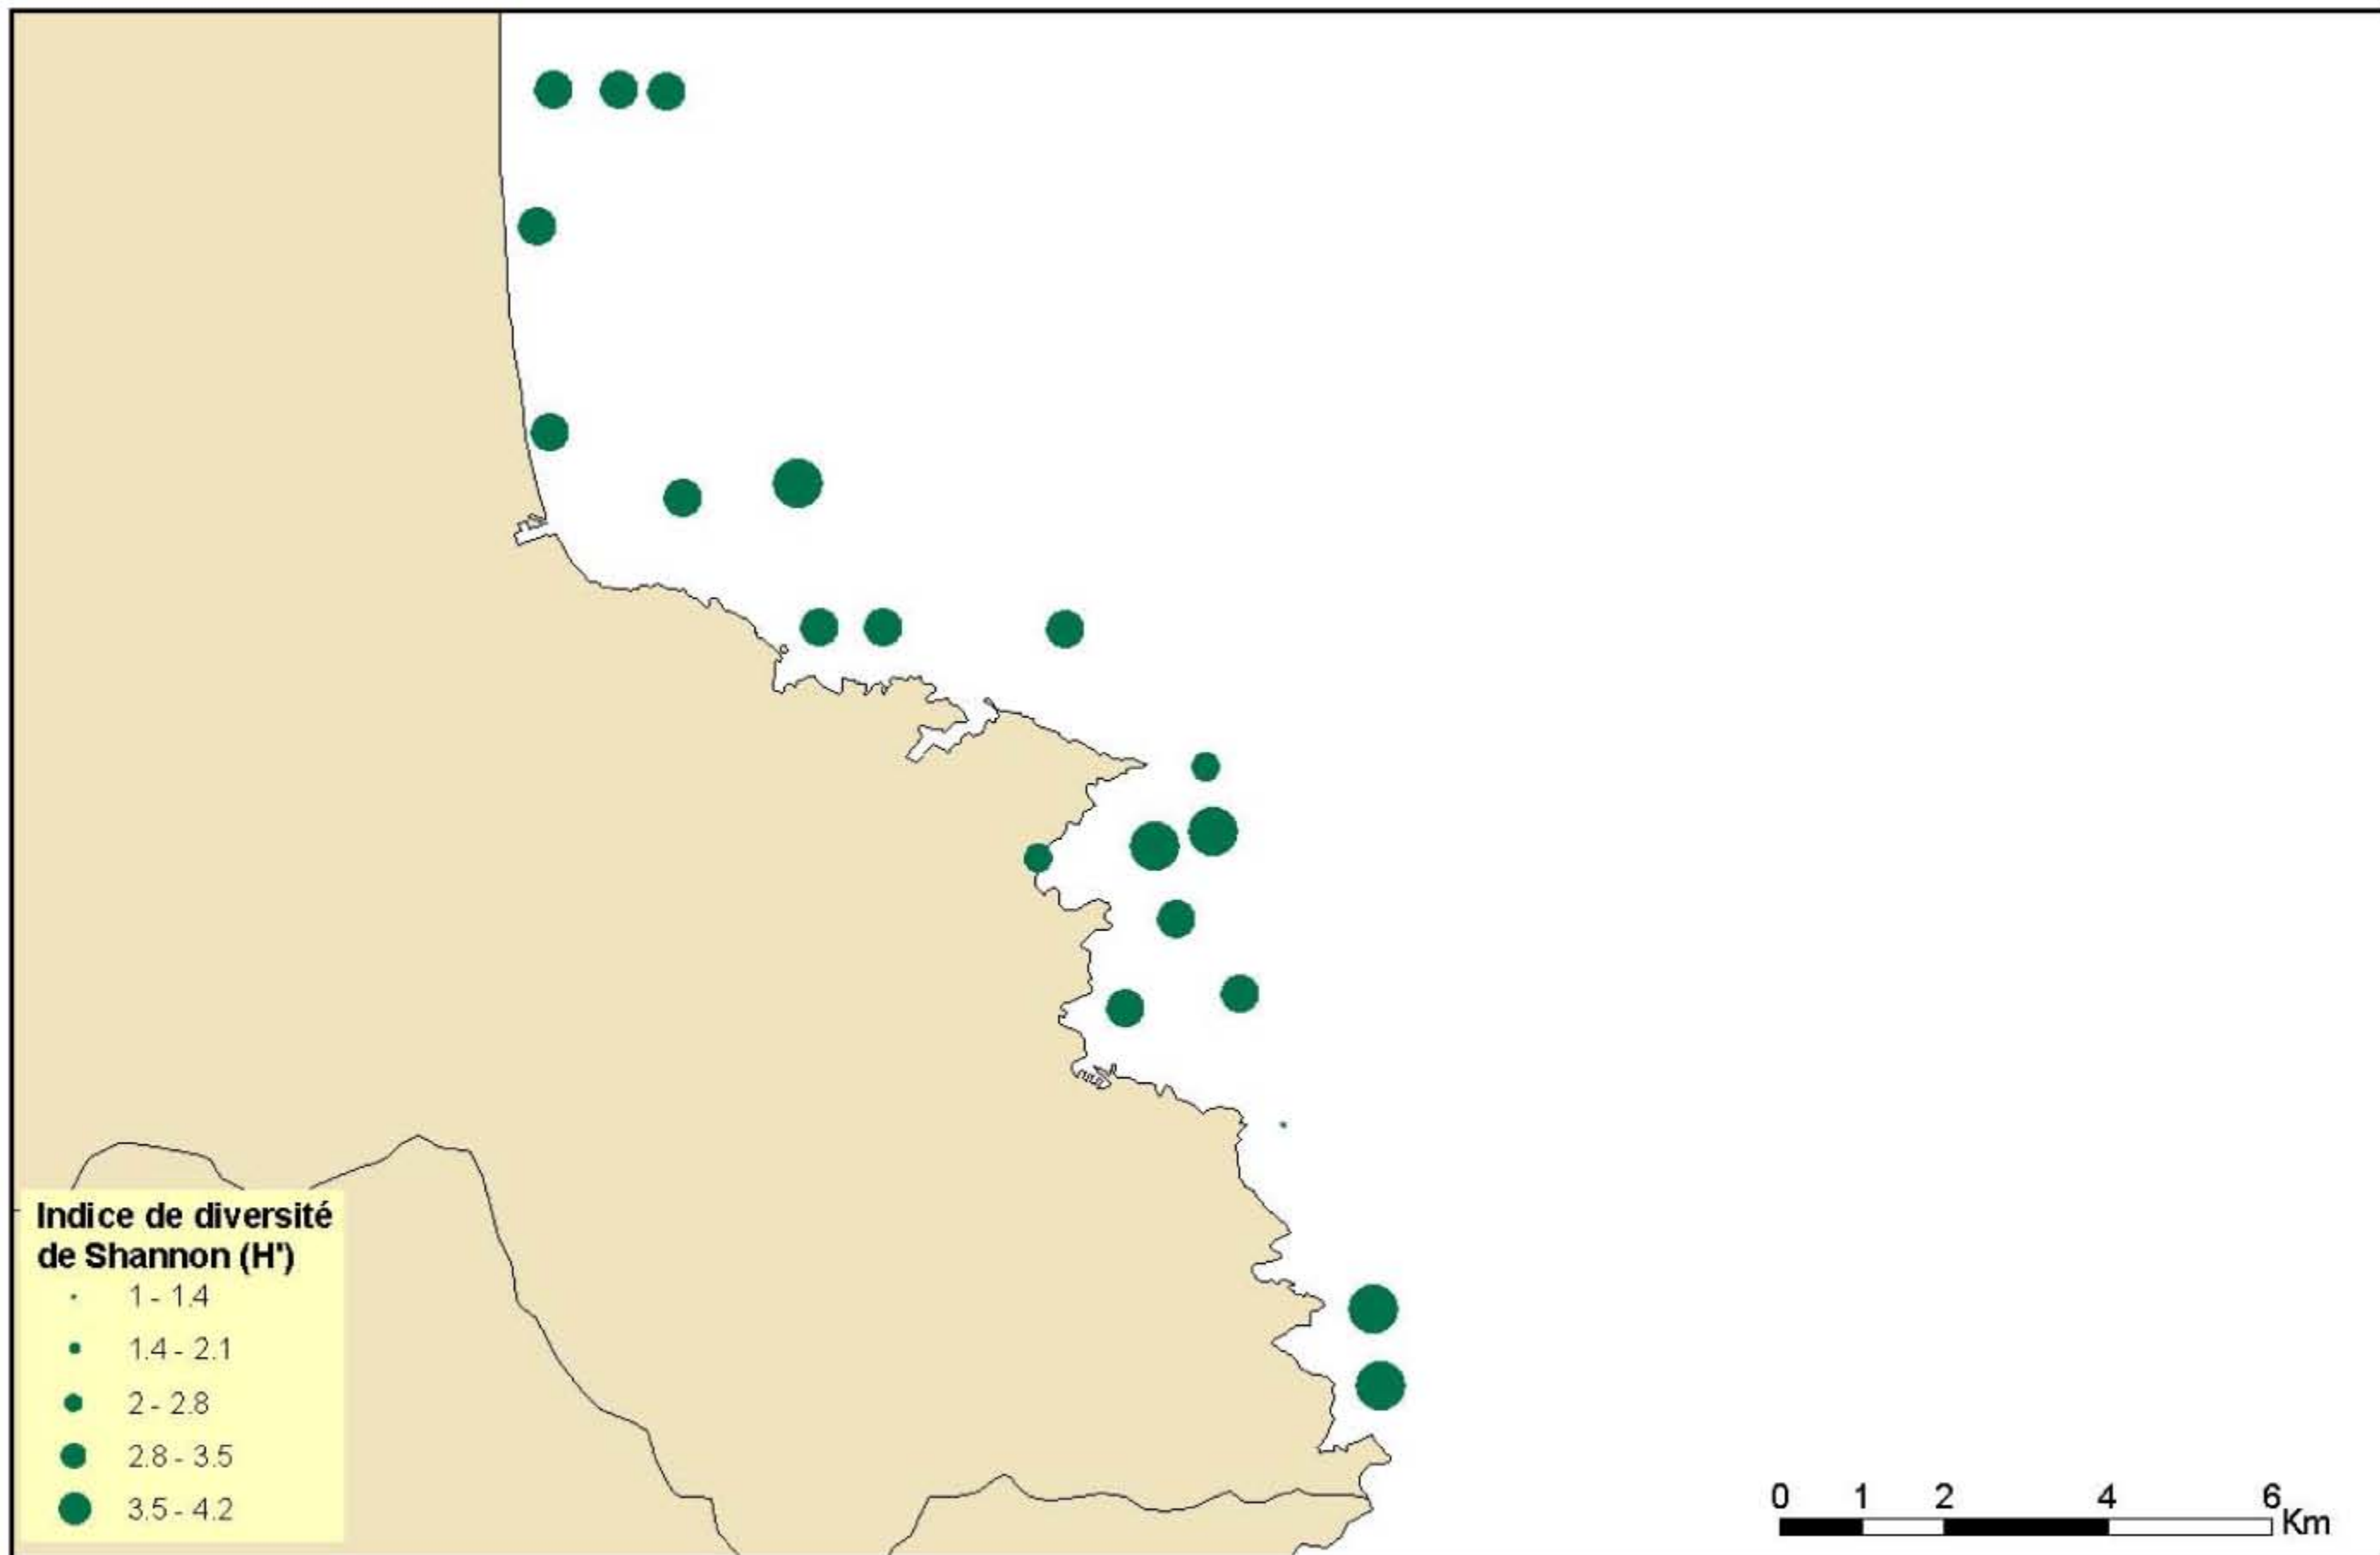 Indice de diversité
de Shannon (H')
1 - 1.4
1.4 - 2.1
2 - 2.8
2.8 - 3.5
3.5 - 4.2
0 1 2 4 6
Km